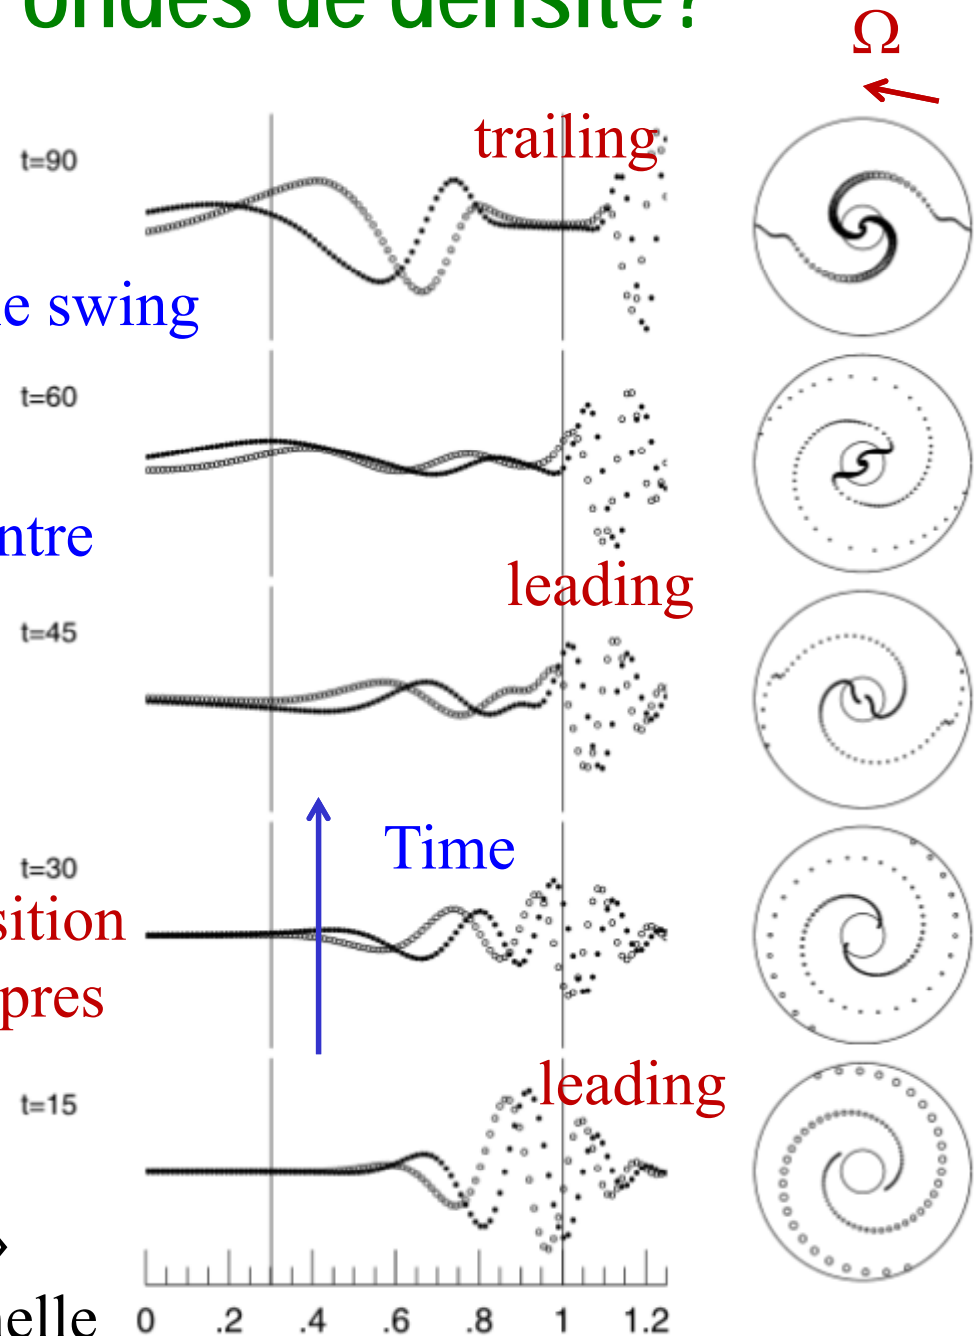 ondes de densité?
Ω
trailing
t=90
e swing
t=60
ntre
leading
t=45
Time
t=30
sition
pres
leading
t=15
»
elle
0 .2 .4 .6 .8 1 1.2